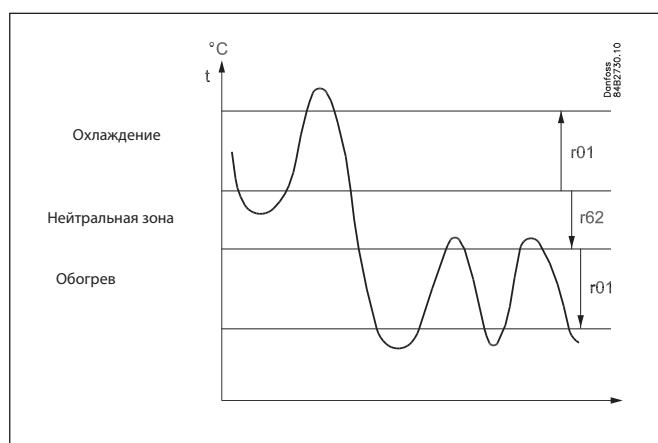 °C
t
Danfoss
84B2730.10
Охлаждение
r01
Нейтральная зона
r62
Обогрев
r01